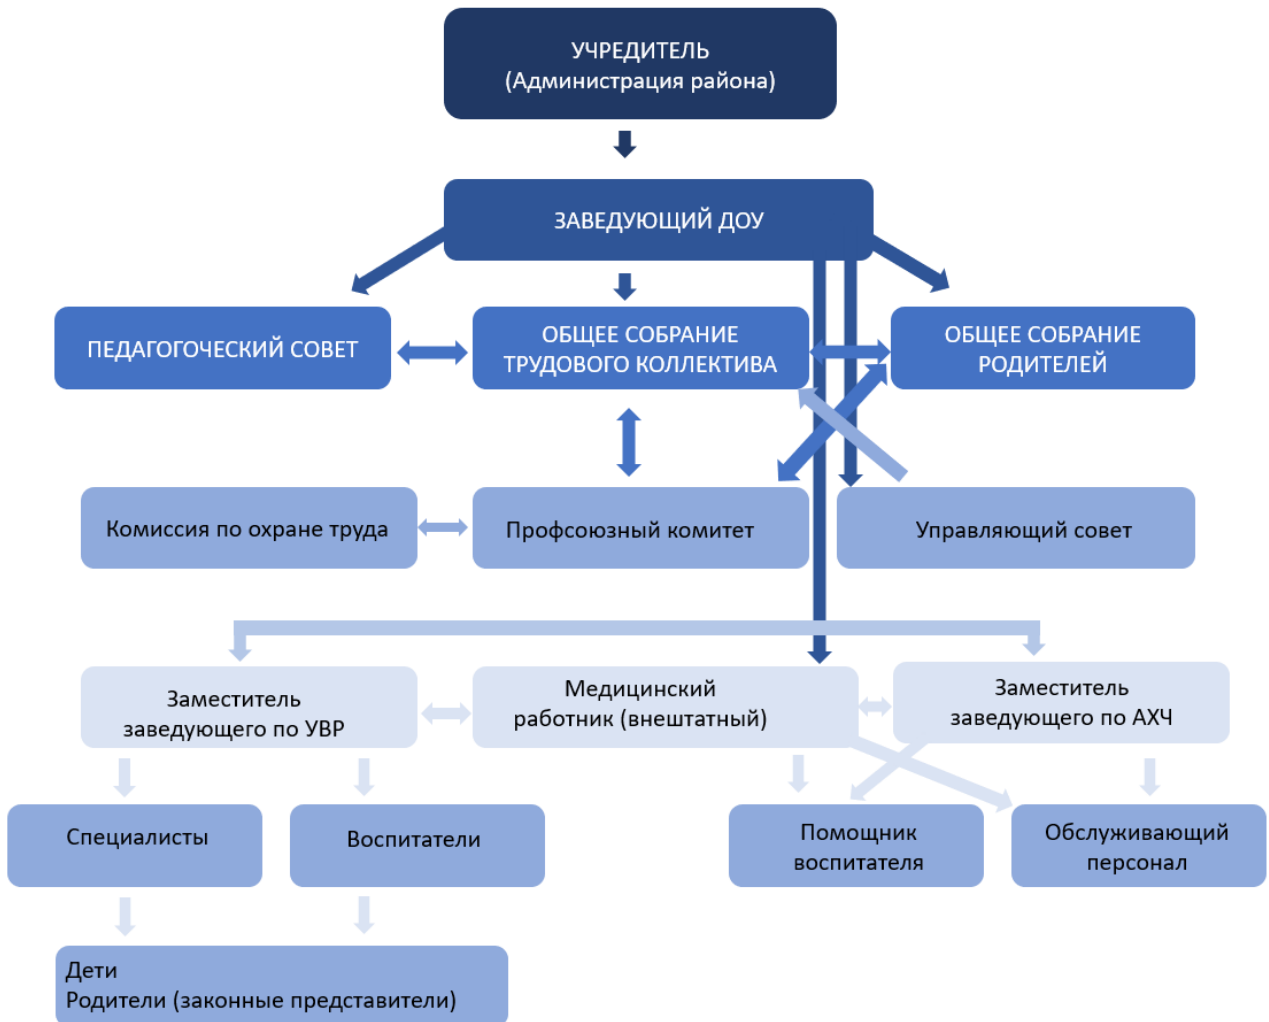 УЧРЕДИТЕЛЬ
(Администрация района)
ЗАВЕДУЮЩИЙ ДОУ
ПЕДАГОГОЧЕСКИЙ СОВЕТ
ОБЩЕЕ СОБРАНИЕ
ТРУДОВОГО КОЛЛЕКТИВА
ОБЩЕЕ СОБРАНИЕ
РОДИТЕЛЕЙ
Комиссия по охране труда
Профсоюзный комитет
Управляющий совет
Заместитель
заведующего по УВР
Медицинский
работник (внештатный)
Заместитель
заведующего по АХЧ
Специалисты
Воспитатели
Помощник
воспитателя
Обслуживающий
персонал
Дети
Родители (законные представители)